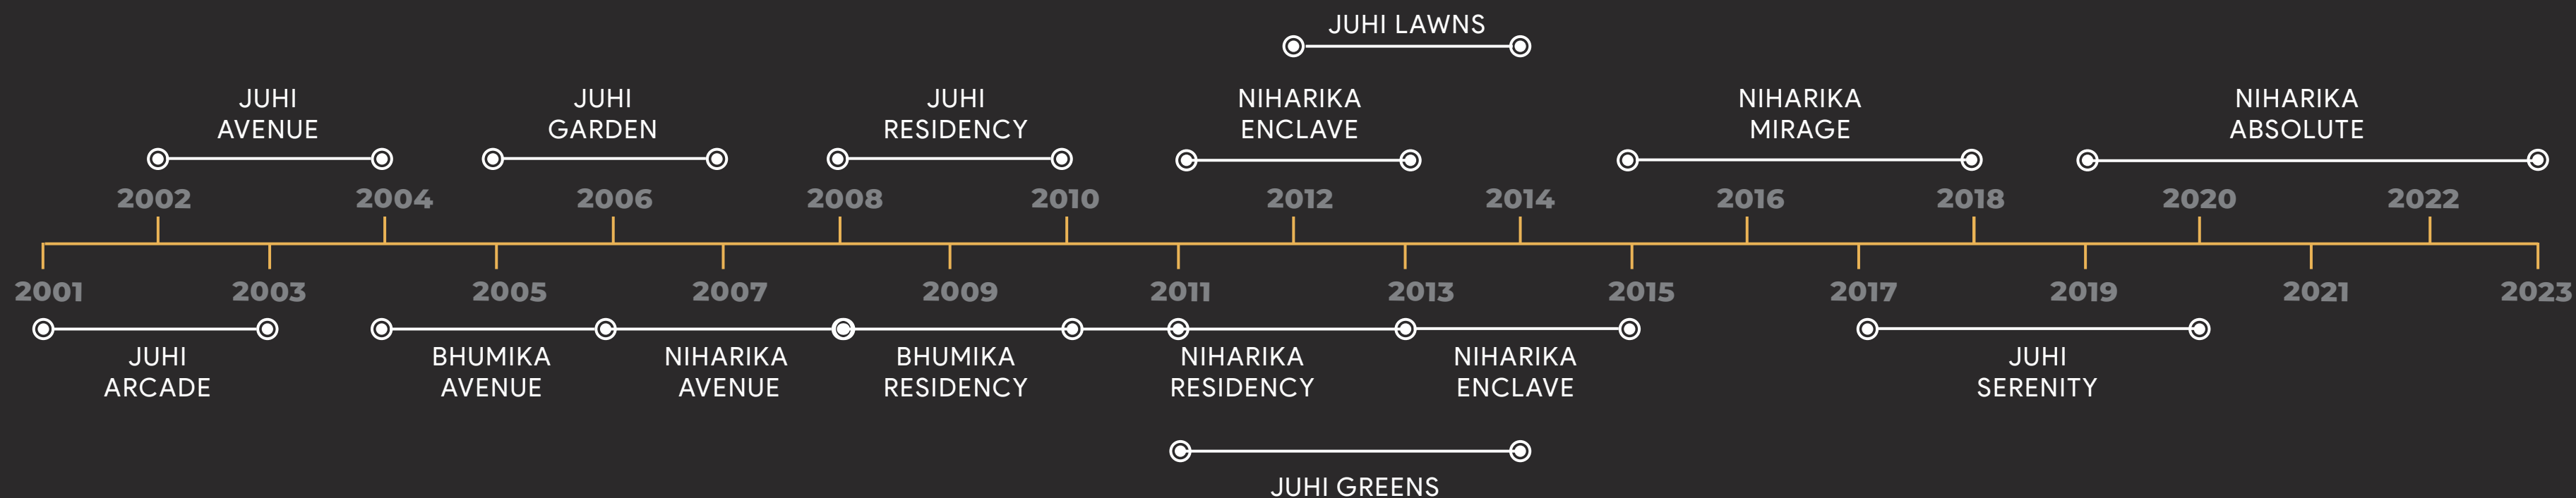 JUHI LAWNS
JUHI
AVENUE
JUHI
GARDEN
JUHI
RESIDENCY
NIHARIKA
ENCLAVE
NIHARIKA
MIRAGE
NIHARIKA
ABSOLUTE
2002 2004 2006 2008 2010 2012 2014 2016 2018 2020 2022
2001 2003 2005 2007 2009 2011 2013 2015 2017 2019 2021 2023
JUHI
ARCADE
BHUMIKA
AVENUE
NIHARIKA
AVENUE
BHUMIKA
RESIDENCY
NIHARIKA
RESIDENCY
NIHARIKA
ENCLAVE
JUHI
SERENITY
JUHI GREENS